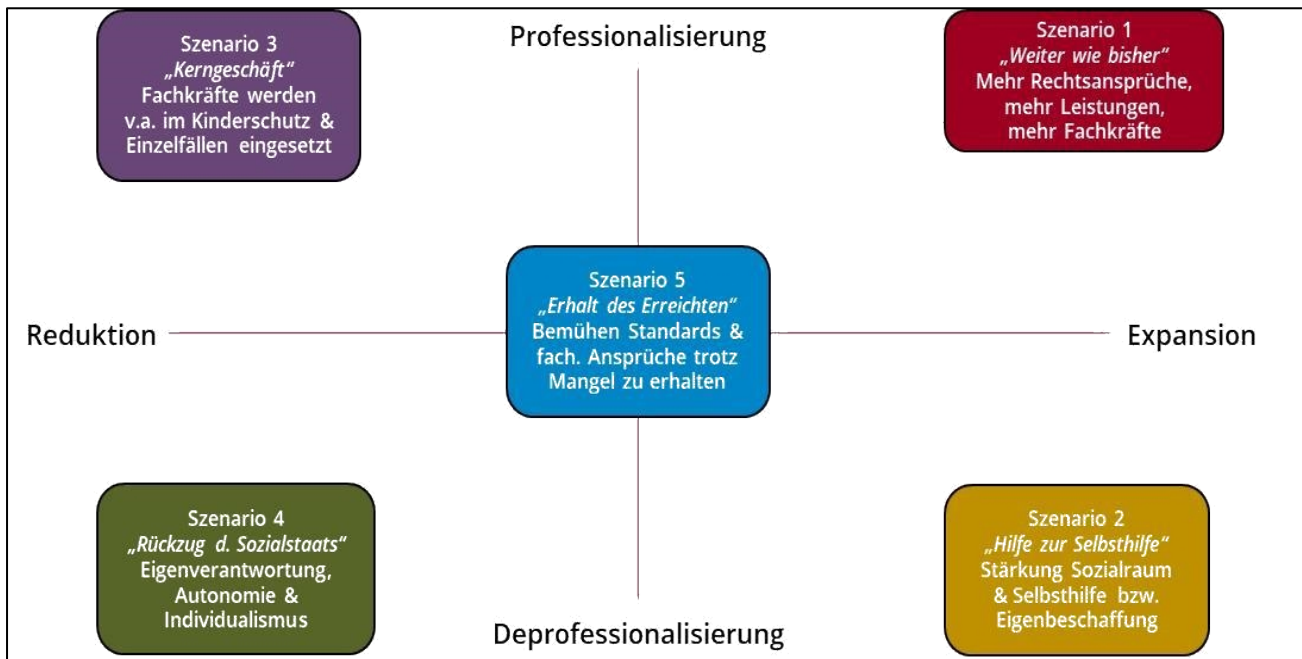 Professionalisierung
Szenario 3
„Kerngeschäft“
Fachkräfte werden
v.a. im Kinderschutz &
Einzelfällen eingesetzt
Szenario 1
„Weiter wie bisher“
Mehr Rechtsansprüche,
mehr Leistungen,
mehr Fachkräfte
Reduktion
Szenario 5
„Erhalt des Erreichten“
Bemühen Standards &
fach. Ansprüche trotz
Mangel zu erhalten
Expansion
Szenario 4
„Rückzug d. Sozialstaats“
Eigenverantwortung,
Autonomie &
Individualismus
Szenario 2
„Hilfe zur Selbsthilfe“
Stärkung Sozialraum
& Selbsthilfe bzw.
Eigenbeschaffung
Deprofessionalisierung